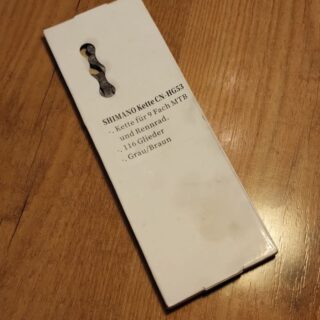 SHIMANO Kette CN-HG53
·. Kette für 9 Fach MTB
und Rennrad.
·. 116 Glieder
·. Grau/Braun